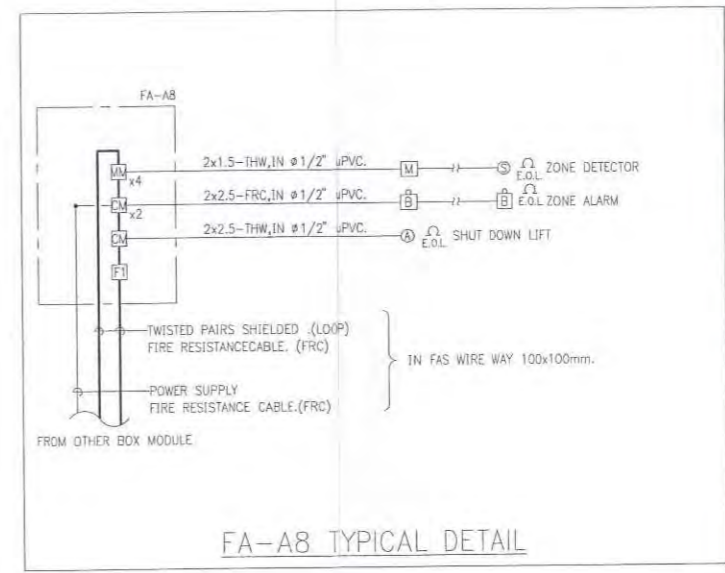 FA-A8
MM x4
2x1.5-THW,IN ø1/2" uPVC.
M
S
Ω E.O.L.
ZONE DETECTOR
CM x2
2x2.5-FRC,IN ø1/2" uPVC.
B
B
Ω E.O.L
ZONE ALARM
CM
2x2.5-THW,IN ø1/2" uPVC.
A
Ω E.O.L.
SHUT DOWN LIFT
F1
TWISTED PAIRS SHIELDED .(LOOP)
FIRE RESISTANCECABLE. (FRC)
IN FAS WIRE WAY 100x100mm.
POWER SUPPLY
FIRE RESISTANCE CABLE.(FRC)
FROM OTHER BOX MODULE
FA-A8 TYPICAL DETAIL